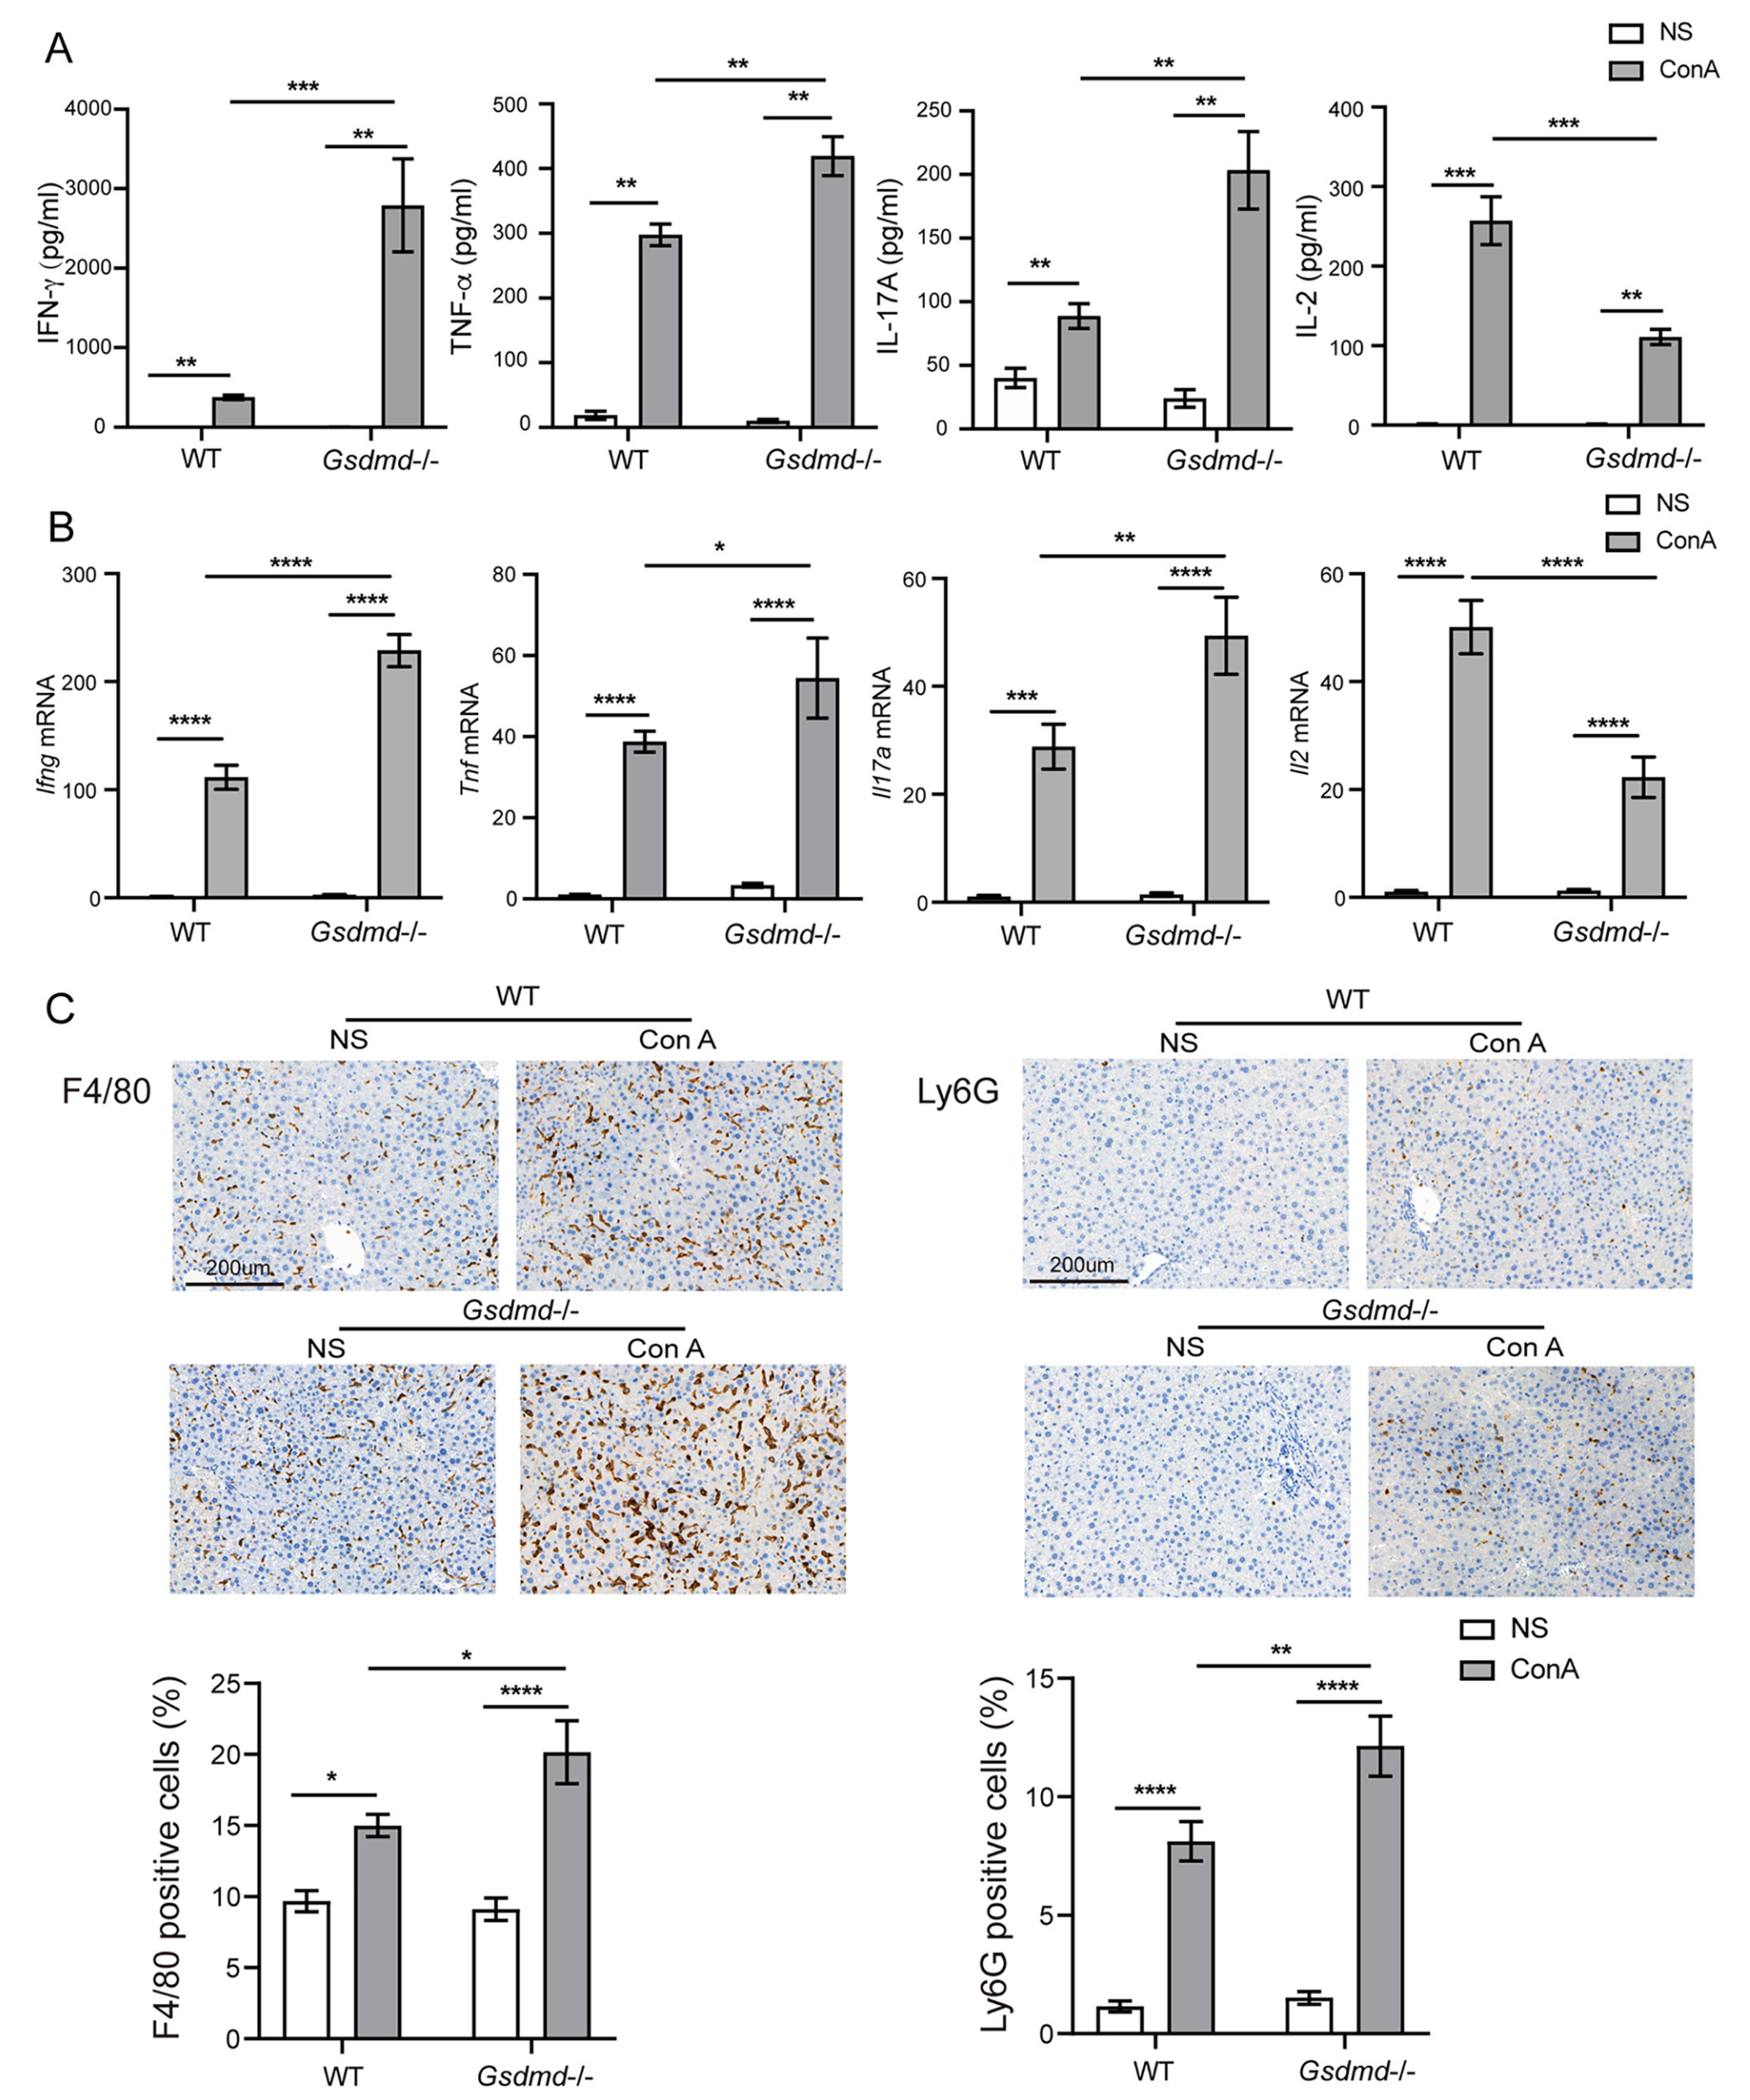 A
NS
ConA
IFN-γ (pg/ml)
4000
3000
2000
1000
0
***
**
**
WT
Gsdmd-/-
TNF-α (pg/ml)
500
400
300
200
100
0
**
**
**
WT
Gsdmd-/-
IL-17A (pg/ml)
250
200
150
100
50
0
**
**
**
WT
Gsdmd-/-
IL-2 (pg/ml)
400
300
200
100
0
***
***
**
WT
Gsdmd-/-
B
NS
ConA
Ifng mRNA
300
200
100
0
****
****
****
WT
Gsdmd-/-
Tnf mRNA
80
60
40
20
0
*
****
****
WT
Gsdmd-/-
Il17a mRNA
60
40
20
0
**
****
***
WT
Gsdmd-/-
Il2 mRNA
60
40
20
0
****
****
****
WT
Gsdmd-/-
C
WT
NS
Con A
F4/80
200um
Gsdmd-/-
NS
Con A
WT
NS
Con A
Ly6G
200um
Gsdmd-/-
NS
Con A
F4/80 positive cells (%)
25
20
15
10
5
0
*
****
*
WT
Gsdmd-/-
NS
ConA
Ly6G positive cells (%)
15
10
5
0
**
****
****
WT
Gsdmd-/-